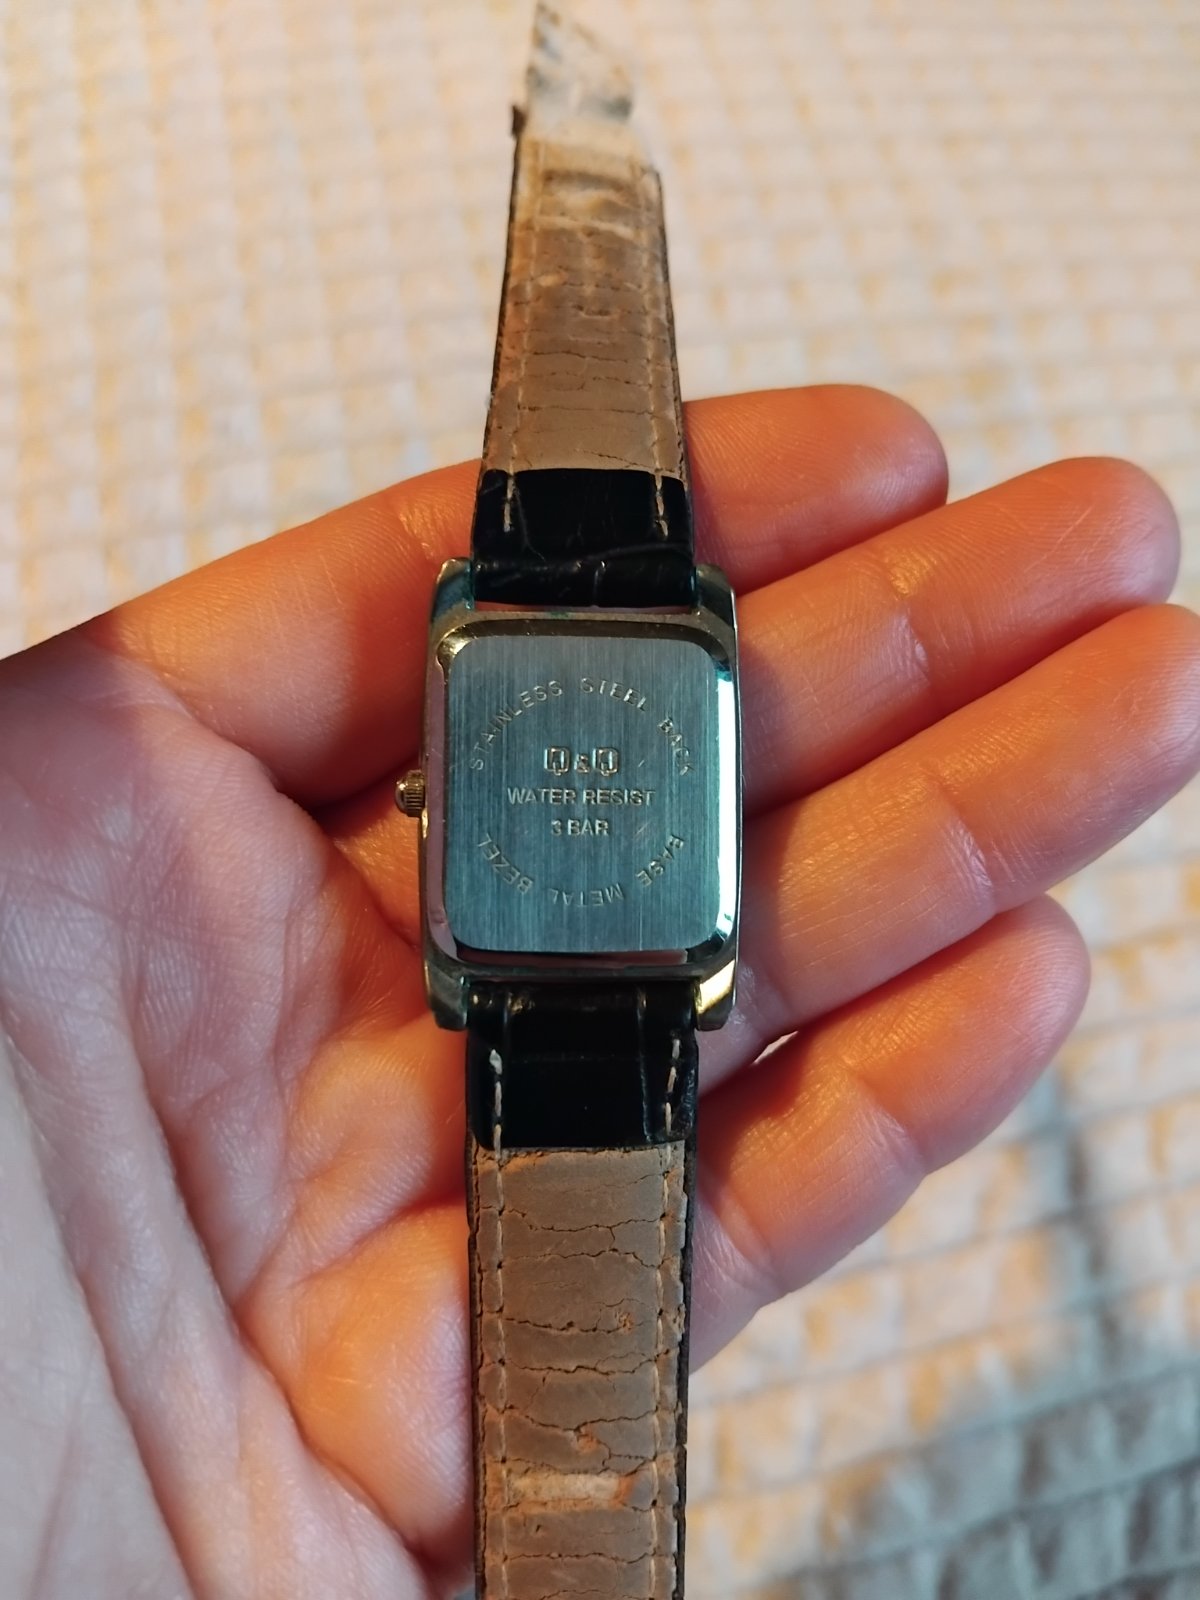 STAINLESS STEEL BACK
Q&Q
WATER RESIST
3 BAR
BASE METAL BEZEL